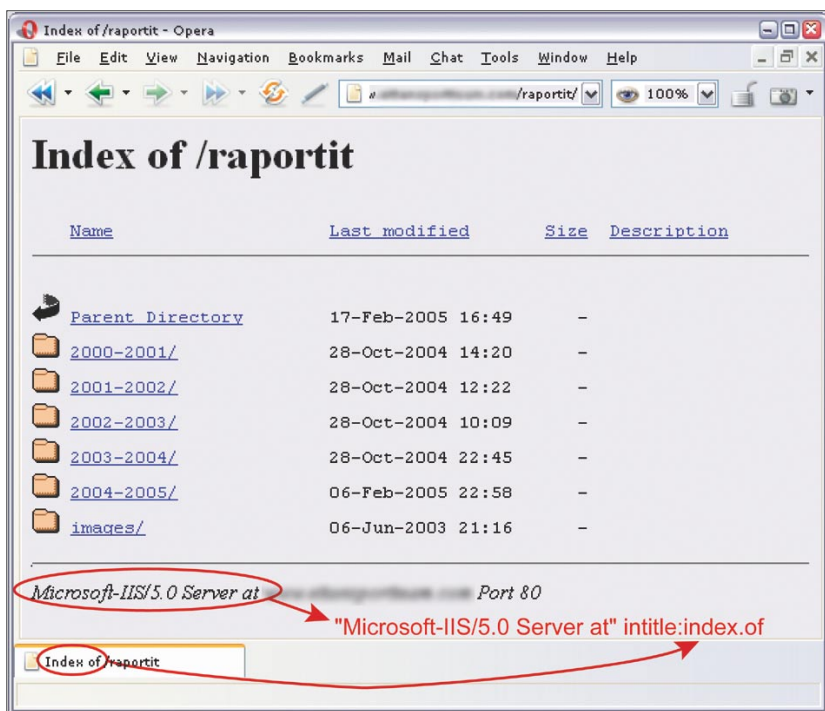 Index of /raportit - Opera
File Edit View Navigation Bookmarks Mail Chat Tools Window Help
/raportit/ 100%
Index of /raportit
Name Last modified Size Description
Parent Directory 17-Feb-2005 16:49 -
2000-2001/ 28-Oct-2004 14:20 -
2001-2002/ 28-Oct-2004 12:22 -
2002-2003/ 28-Oct-2004 10:09 -
2003-2004/ 28-Oct-2004 22:45 -
2004-2005/ 06-Feb-2005 22:58 -
images/ 06-Jun-2003 21:16 -
Microsoft-IIS/5.0 Server at Port 80
"Microsoft-IIS/5.0 Server at" intitle:index.of
Index of /raportit